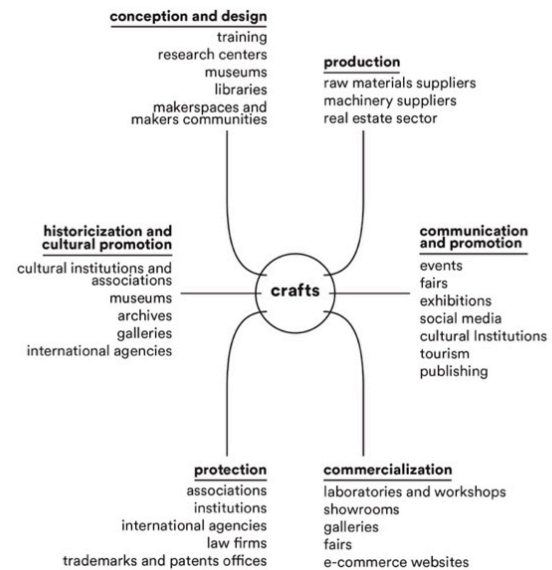 conception and design
training
research centers
museums
libraries
makerspaces and
makers communities
production
raw materials suppliers
machinery suppliers
real estate sector
historicization and
cultural promotion
cultural institutions and
associations
museums
archives
galleries
international agencies
crafts
communication
and promotion
events
fairs
exhibitions
social media
cultural Institutions
tourism
publishing
protection
associations
institutions
international agencies
law firms
trademarks and patents offices
commercialization
laboratories and workshops
showrooms
galleries
fairs
e-commerce websites